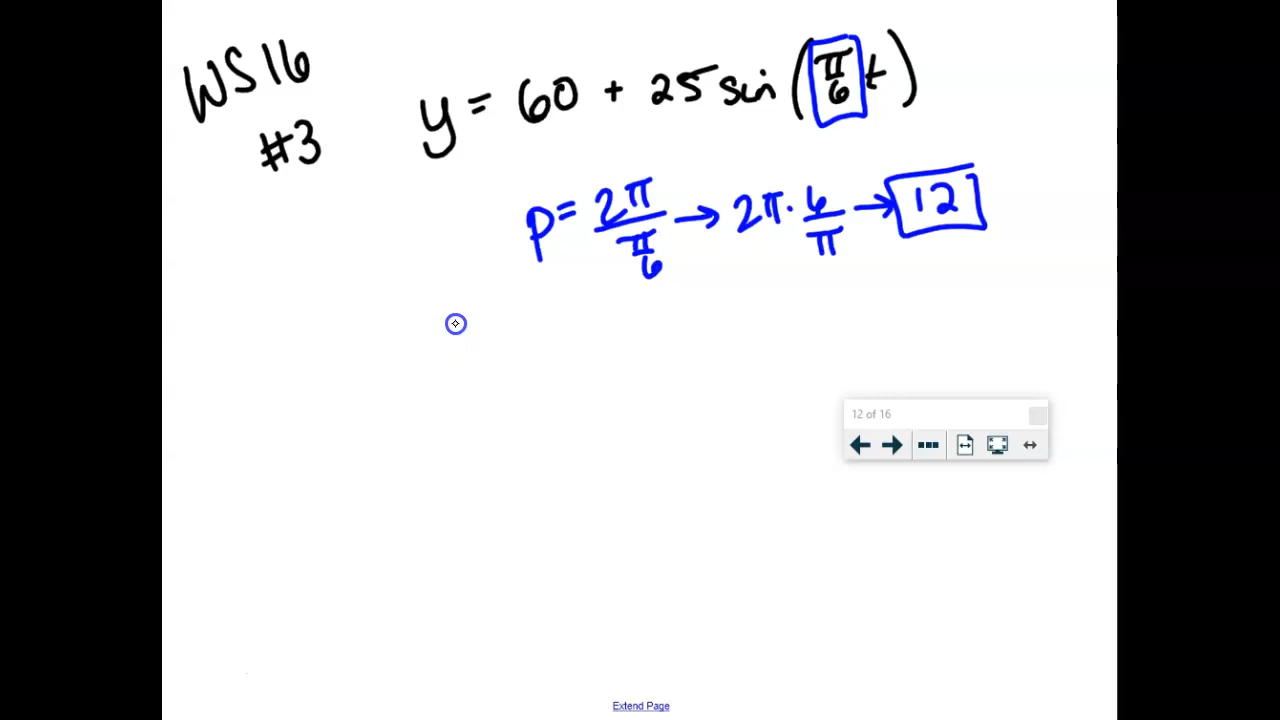 WS16
#3
y = 60 + 25 sin (π/6 t)
p = 2π/(π/6) → 2π · 6/π → 12
12 of 16
Extend Page